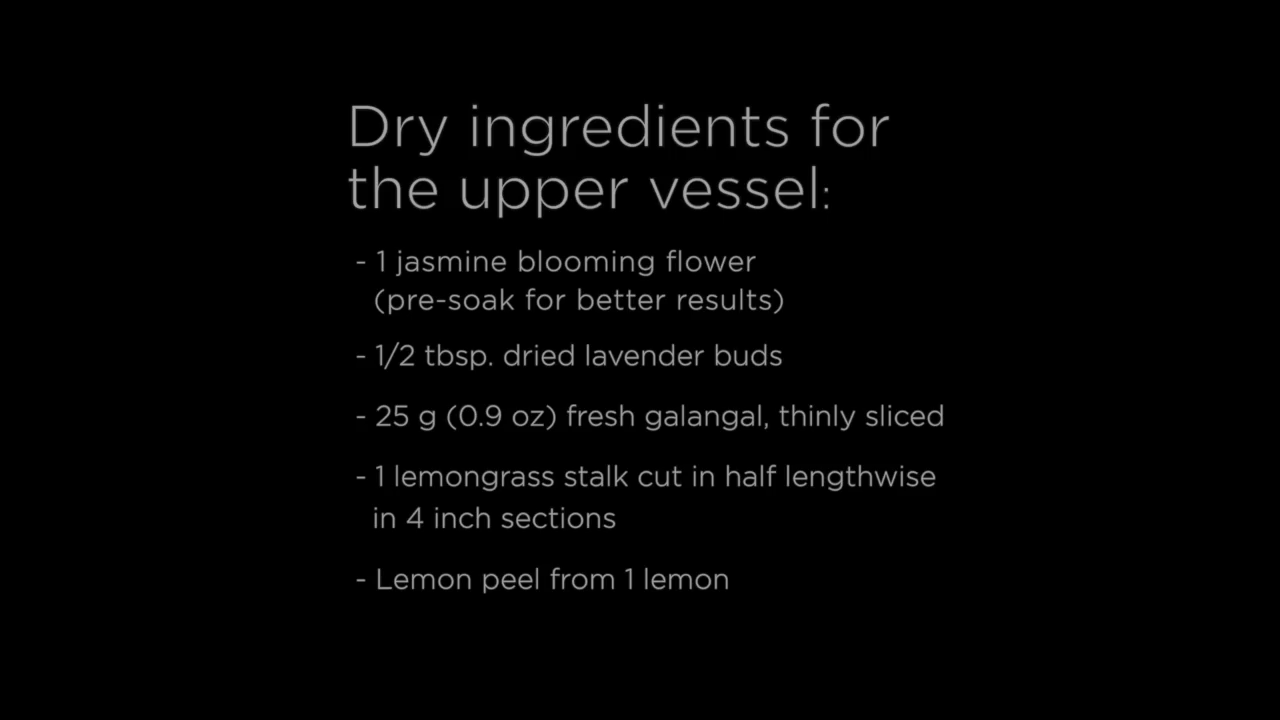 Dry ingredients for
the upper vessel:
- 1 jasmine blooming flower
(pre-soak for better results)
- 1/2 tbsp. dried lavender buds
- 25 g (0.9 oz) fresh galangal, thinly sliced
- 1 lemongrass stalk cut in half lengthwise
in 4 inch sections
- Lemon peel from 1 lemon